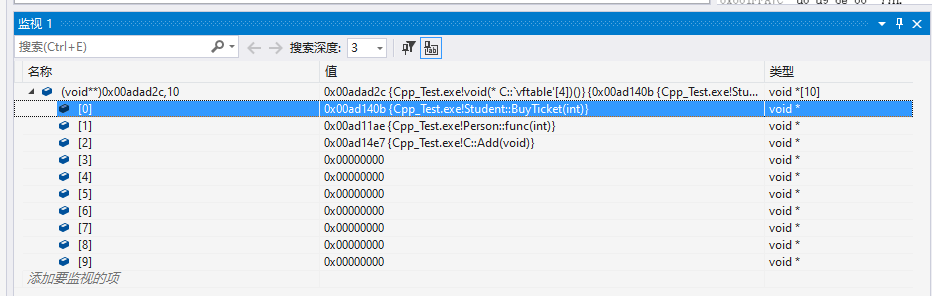 监视 1
搜索(Ctrl+E) 搜索深度: 3
名称 值 类型
(void**)0x00adad2c,10 0x00adad2c {Cpp_Test.exe!void(* C::`vftable'[4])()} {0x00ad140b {Cpp_Test.exe!Stu... void *[10]
[0] 0x00ad140b {Cpp_Test.exe!Student::BuyTicket(int)} void *
[1] 0x00ad11ae {Cpp_Test.exe!Person::func(int)} void *
[2] 0x00ad14e7 {Cpp_Test.exe!C::Add(void)} void *
[3] 0x00000000 void *
[4] 0x00000000 void *
[5] 0x00000000 void *
[6] 0x00000000 void *
[7] 0x00000000 void *
[8] 0x00000000 void *
[9] 0x00000000 void *
添加要监视的项